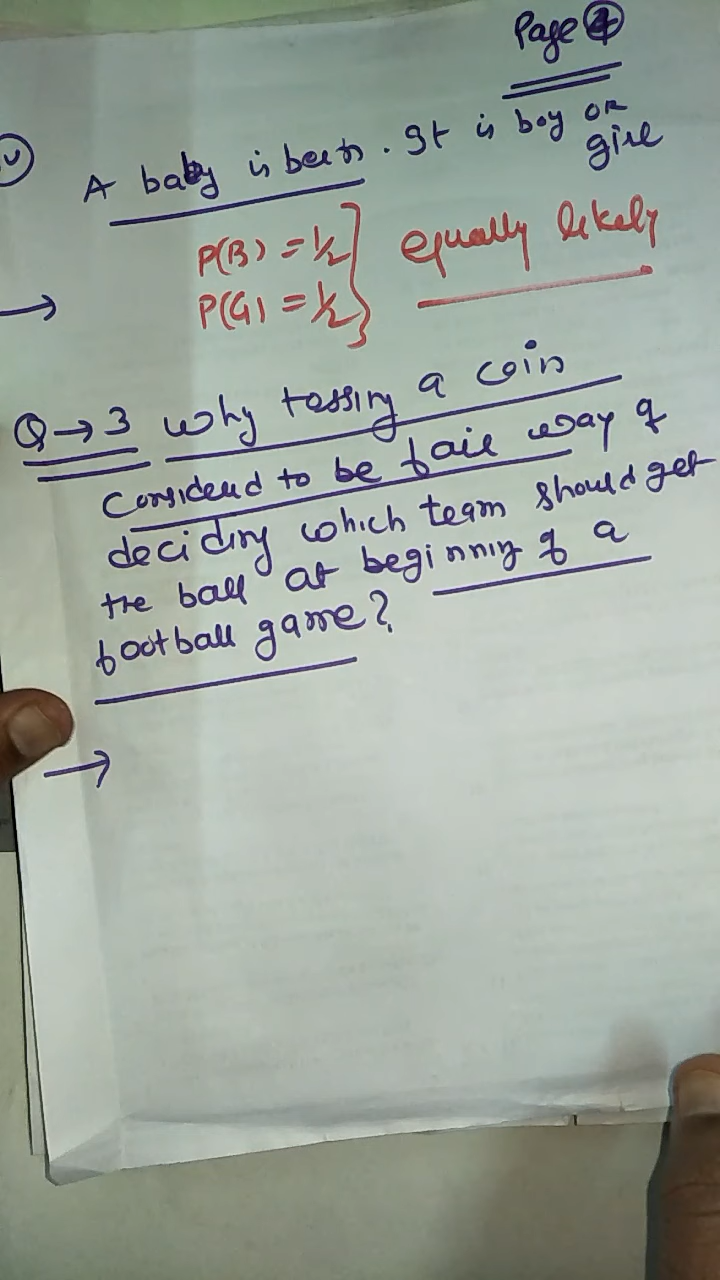 Page 4
A baby is born. It is boy or
girl
P(B) = 1/2
P(G) = 1/2
equally likely
→
Q→3 why tossing a coin
Considerd to be fair way of
deciding which team should get
the ball at beginning of a
football game?
→